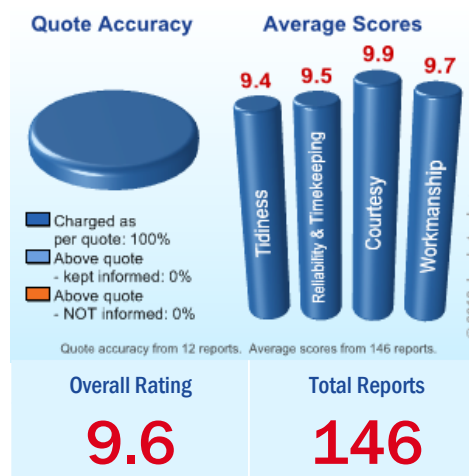 Quote Accuracy
Average Scores
9.4
9.5
9.9
9.7
Tidiness
Reliability & Timekeeping
Courtesy
Workmanship
Charged as
per quote: 100%
Above quote
- kept informed: 0%
Above quote
- NOT informed: 0%
Quote accuracy from 12 reports. Average scores from 146 reports.
Overall Rating
Total Reports
9.6
146